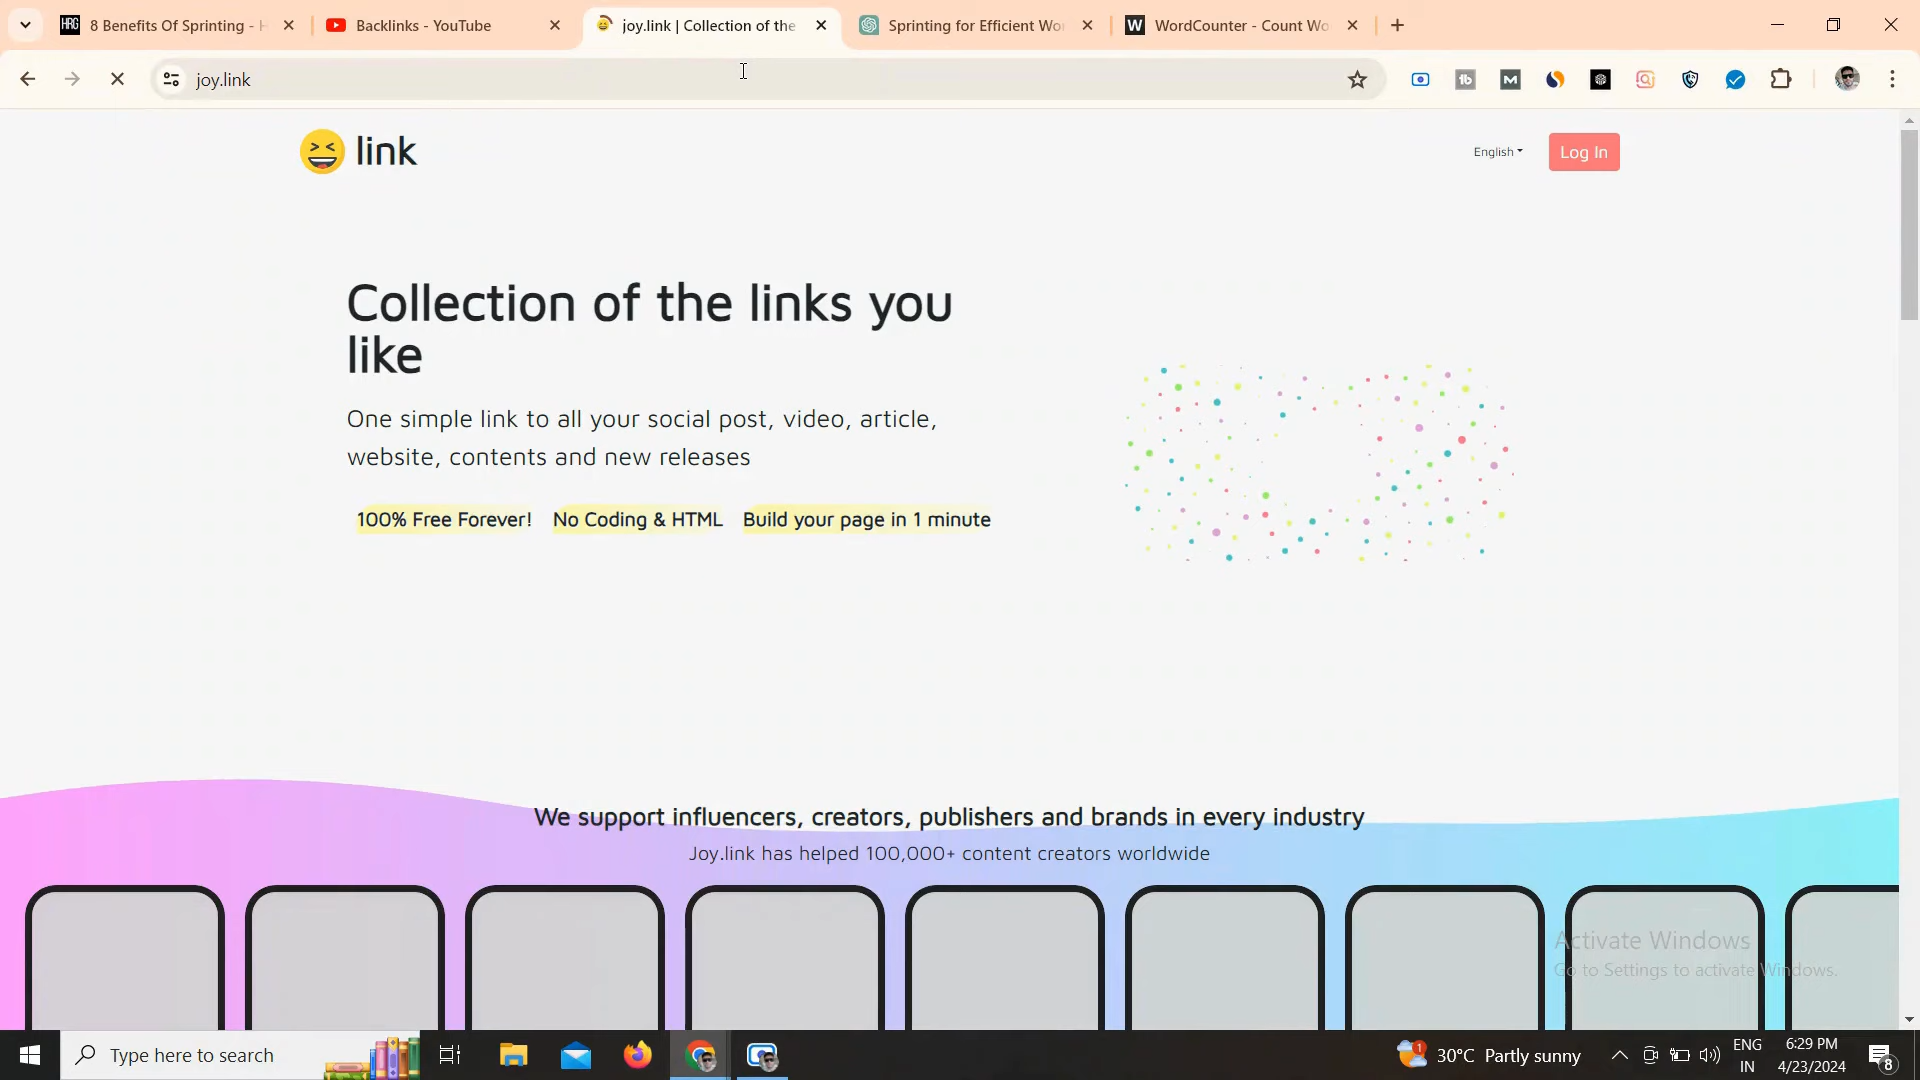 8 Benefits Of Sprinting - H
Backlinks - YouTube
joy.link | Collection of the
Sprinting for Efficient Wor
WordCounter - Count Wo
joy.link
link
English
Log In
Collection of the links you
like
One simple link to all your social post, video, article,
website, contents and new releases
100% Free Forever!
No Coding & HTML
Build your page in 1 minute
We support influencers, creators, publishers and brands in every industry
Joy.link has helped 100,000+ content creators worldwide
Activate Windows
Go to Settings to activate Windows.
Type here to search
1
30°C Partly sunny
ENG
IN
6:29 PM
4/23/2024
8